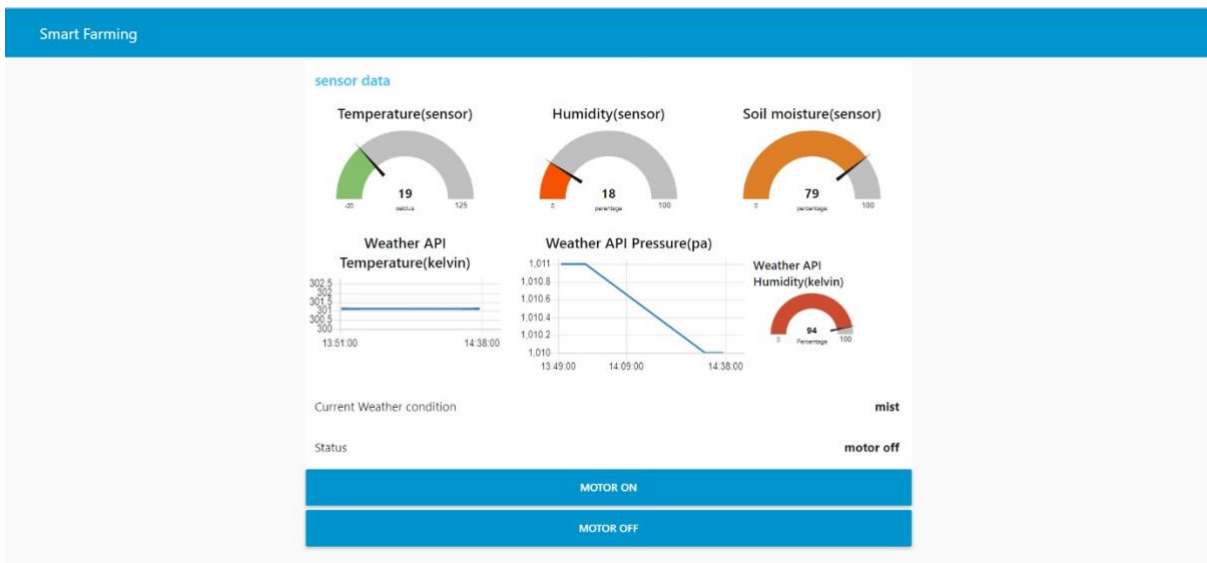 Smart Farming
sensor data
Temperature(sensor)
19
celcius
-20
125
Humidity(sensor)
18
percentage
0
100
Soil moisture(sensor)
79
percentage
0
100
Weather API
Temperature(kelvin)
302.5
302
301.5
301
300.5
300
13:51:00
14:38:00
Weather API Pressure(pa)
1,011
1,010.8
1,010.6
1,010.4
1,010.2
1,010
13:49:00
14:09:00
14:38:00
Weather API
Humidity(kelvin)
94
Percentage
0
100
Current Weather condition
mist
Status
motor off
MOTOR ON
MOTOR OFF